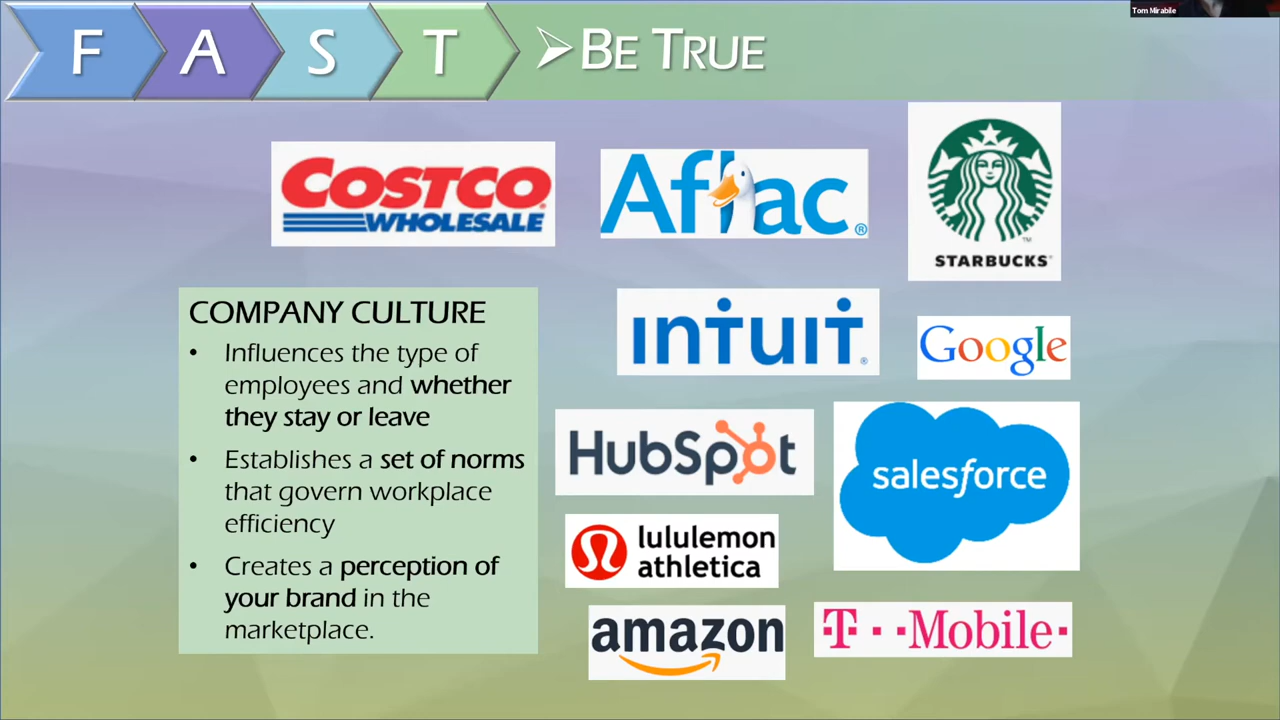 Tom Mirabile
F A S T ➢BE TRUE
COSTCO
WHOLESALE
Aflac®
STARBUCKS®
TM
COMPANY CULTURE
• Influences the type of
employees and whether
they stay or leave
• Establishes a set of norms
that govern workplace
efficiency
• Creates a perception of
your brand in the
marketplace.
intuit®
Google
HubSpot
salesforce
lululemon
athletica
amazon
T··Mobile·